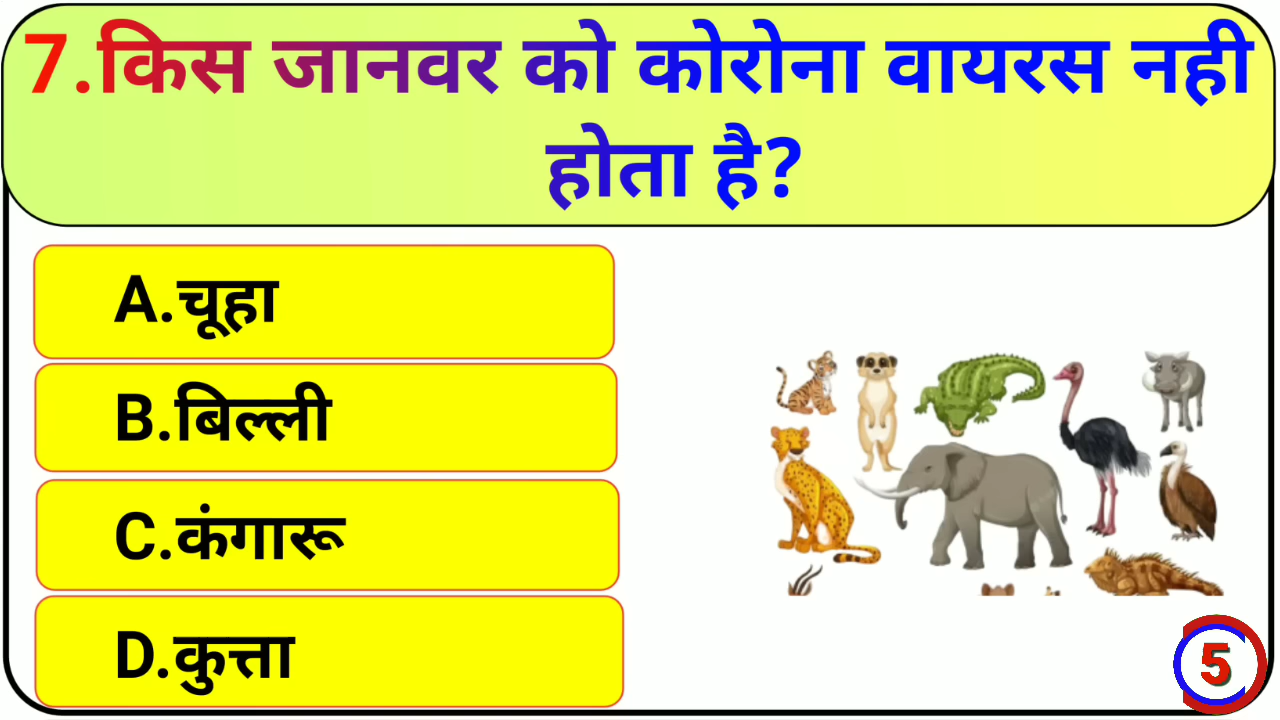 7.किस जानवर को कोरोना वायरस नही
होता है?
A.चूहा
B.बिल्ली
C.कंगारू
D.कुत्ता
5